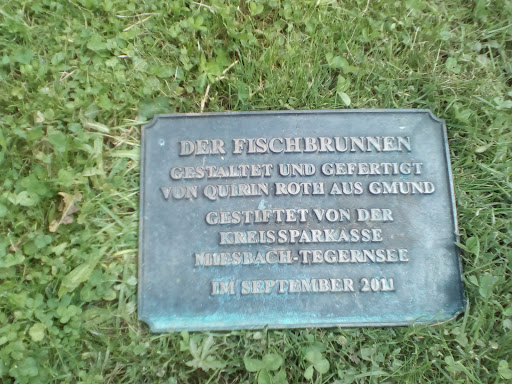 DER FISCHBRUNNEN
GESTALTET UND GEFERTIGT
VON QUIRIN ROTH AUS GMUND
GESTIFTET VON DER
KREISSPARKASSE
MIESBACH-TEGERNSEE
IM SEPTEMBER 2011